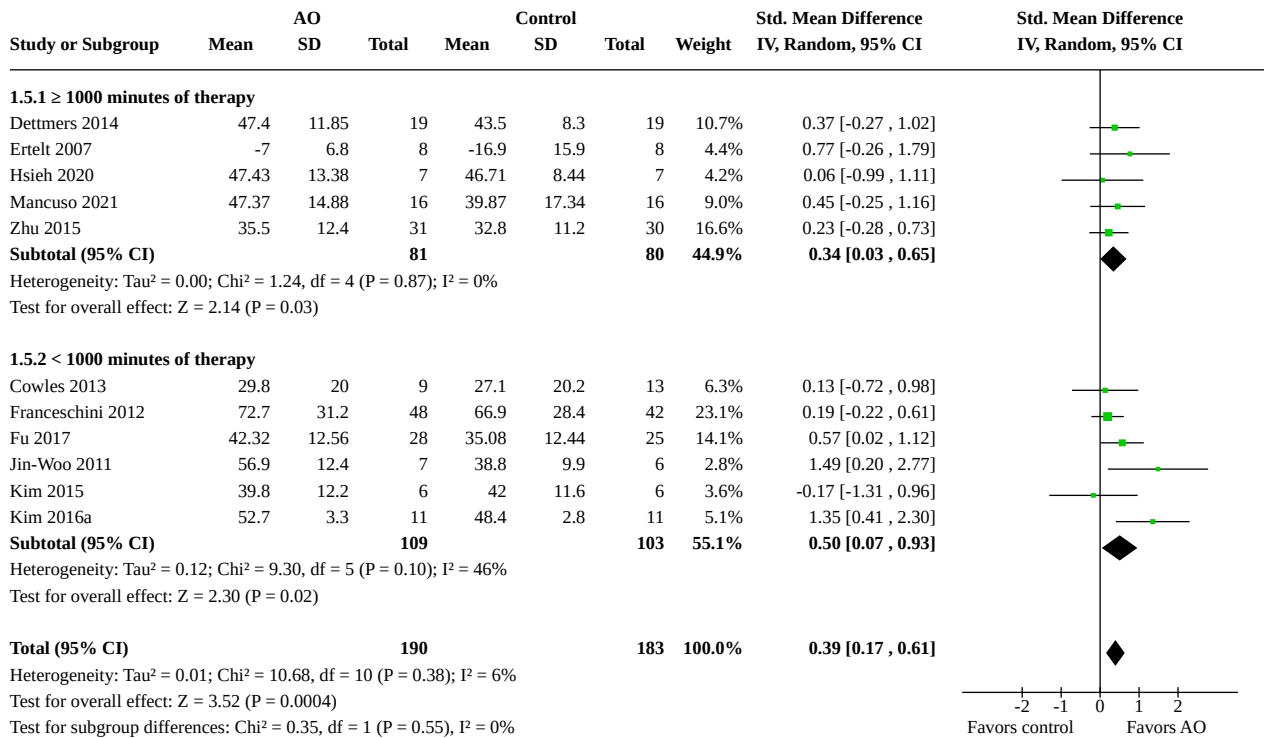 AO Control Std. Mean Difference Std. Mean Difference
Study or Subgroup Mean SD Total Mean SD Total Weight IV, Random, 95% CI IV, Random, 95% CI
1.5.1 ≥ 1000 minutes of therapy
Dettmers 2014 47.4 11.85 19 43.5 8.3 19 10.7% 0.37 [-0.27 , 1.02]
Ertelt 2007 -7 6.8 8 -16.9 15.9 8 4.4% 0.77 [-0.26 , 1.79]
Hsieh 2020 47.43 13.38 7 46.71 8.44 7 4.2% 0.06 [-0.99 , 1.11]
Mancuso 2021 47.37 14.88 16 39.87 17.34 16 9.0% 0.45 [-0.25 , 1.16]
Zhu 2015 35.5 12.4 31 32.8 11.2 30 16.6% 0.23 [-0.28 , 0.73]
Subtotal (95% CI) 81 80 44.9% 0.34 [0.03 , 0.65]
Heterogeneity: Tau² = 0.00; Chi² = 1.24, df = 4 (P = 0.87); I² = 0%
Test for overall effect: Z = 2.14 (P = 0.03)
1.5.2 < 1000 minutes of therapy
Cowles 2013 29.8 20 9 27.1 20.2 13 6.3% 0.13 [-0.72 , 0.98]
Franceschini 2012 72.7 31.2 48 66.9 28.4 42 23.1% 0.19 [-0.22 , 0.61]
Fu 2017 42.32 12.56 28 35.08 12.44 25 14.1% 0.57 [0.02 , 1.12]
Jin-Woo 2011 56.9 12.4 7 38.8 9.9 6 2.8% 1.49 [0.20 , 2.77]
Kim 2015 39.8 12.2 6 42 11.6 6 3.6% -0.17 [-1.31 , 0.96]
Kim 2016a 52.7 3.3 11 48.4 2.8 11 5.1% 1.35 [0.41 , 2.30]
Subtotal (95% CI) 109 103 55.1% 0.50 [0.07 , 0.93]
Heterogeneity: Tau² = 0.12; Chi² = 9.30, df = 5 (P = 0.10); I² = 46%
Test for overall effect: Z = 2.30 (P = 0.02)
Total (95% CI) 190 183 100.0% 0.39 [0.17 , 0.61]
Heterogeneity: Tau² = 0.01; Chi² = 10.68, df = 10 (P = 0.38); I² = 6%
Test for overall effect: Z = 3.52 (P = 0.0004)
-2 -1 0 1 2
Test for subgroup differences: Chi² = 0.35, df = 1 (P = 0.55), I² = 0%
Favors control Favors AO